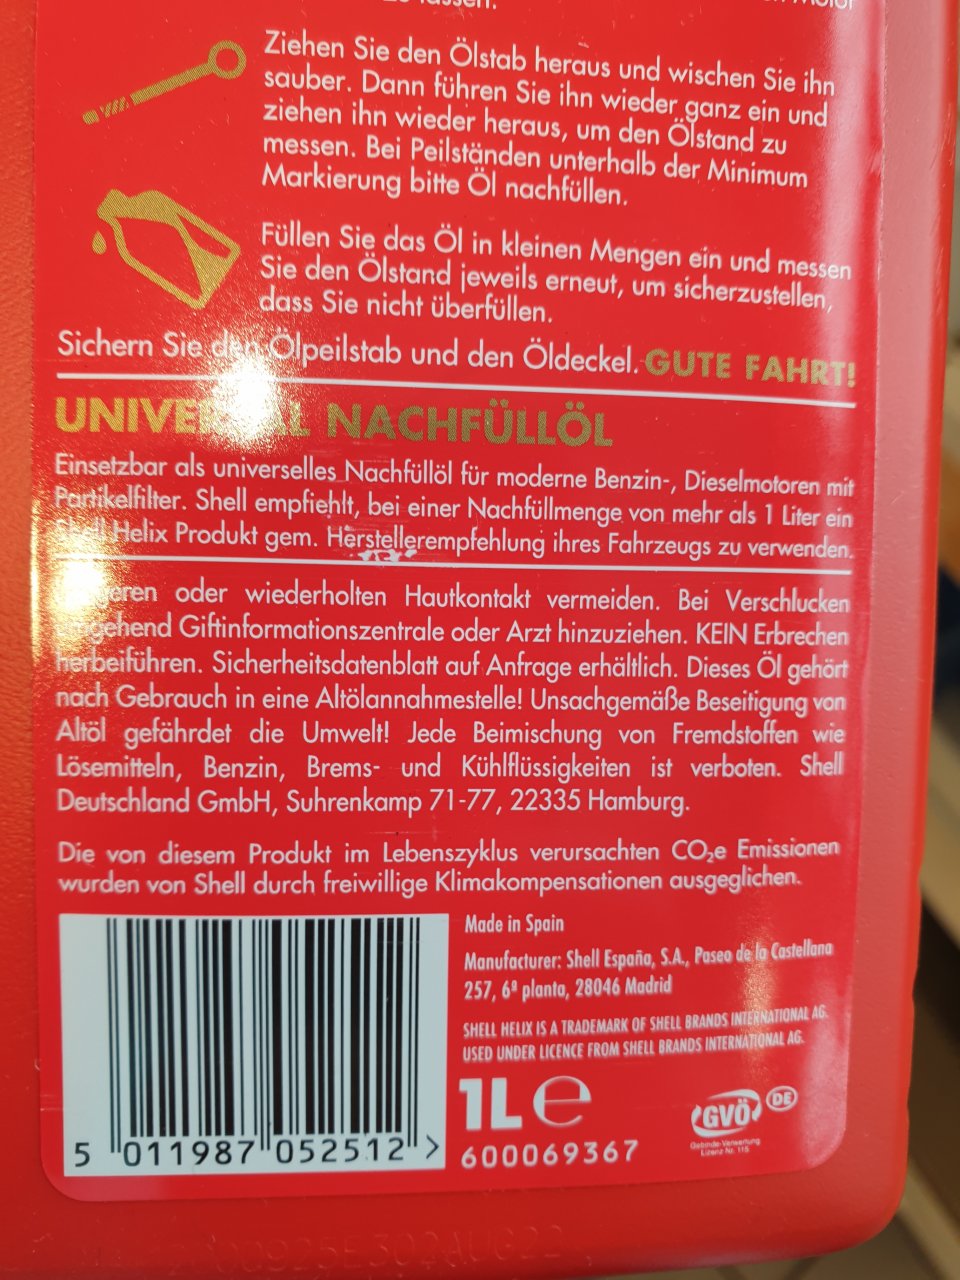 lassen.
Motor
Ziehen Sie den Ölstab heraus und wischen Sie ihn
sauber. Dann führen Sie ihn wieder ganz ein und
ziehen ihn wieder heraus, um den Ölstand zu
messen. Bei Peilständen unterhalb der Minimum
Markierung bitte Öl nachfüllen.
Füllen Sie das Öl in kleinen Mengen ein und messen
Sie den Ölstand jeweils erneut, um sicherzustellen,
dass Sie nicht überfüllen.
Sichern Sie den Ölpeilstab und den Öldeckel. GUTE FAHRT!
UNIVERSAL NACHFÜLLÖL
Einsetzbar als universelles Nachfüllöl für moderne Benzin-, Dieselmotoren mit
Partikelfilter. Shell empfiehlt, bei einer Nachfüllmenge von mehr als 1 Liter ein
Shell Helix Produkt gem. Herstellerempfehlung ihres Fahrzeugs zu verwenden.
oder wiederholten Hautkontakt vermeiden. Bei Verschlucken
umgehend Giftinformationszentrale oder Arzt hinzuziehen. KEIN Erbrechen
herbeiführen. Sicherheitsdatenblatt auf Anfrage erhältlich. Dieses Öl gehört
nach Gebrauch in eine Altölannahmestelle! Unsachgemäße Beseitigung von
Altöl gefährdet die Umwelt! Jede Beimischung von Fremdstoffen wie
Lösemitteln, Benzin, Brems- und Kühlflüssigkeiten ist verboten. Shell
Deutschland GmbH, Suhrenkamp 71-77, 22335 Hamburg.
Die von diesem Produkt im Lebenszyklus verursachten CO₂e Emissionen
wurden von Shell durch freiwillige Klimakompensationen ausgeglichen.
Made in Spain
Manufacturer: Shell España, S.A., Paseo de la Castellana
257, 6ª planta, 28046 Madrid
SHELL HELIX IS A TRADEMARK OF SHELL BRANDS INTERNATIONAL AG.
USED UNDER LICENCE FROM SHELL BRANDS INTERNATIONAL AG.
1L e
GVÖ DE
Gebinde-Verwertung
Lizenz Nr. 115
600069367
5 011987 052512 >